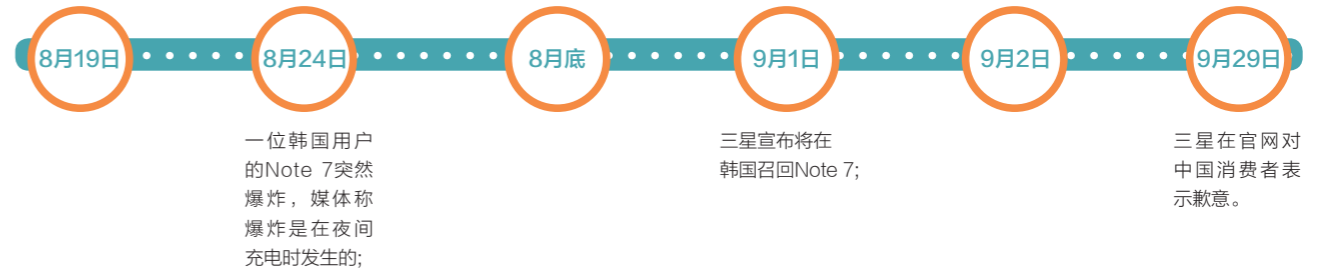 8月19日
8月24日
8月底
9月1日
9月2日
9月29日
一位韩国用户
的Note 7突然
爆炸，媒体称
爆炸是在夜间
充电时发生的;
三星宣布将在
韩国召回Note 7;
三星在官网对
中国消费者表
示歉意。